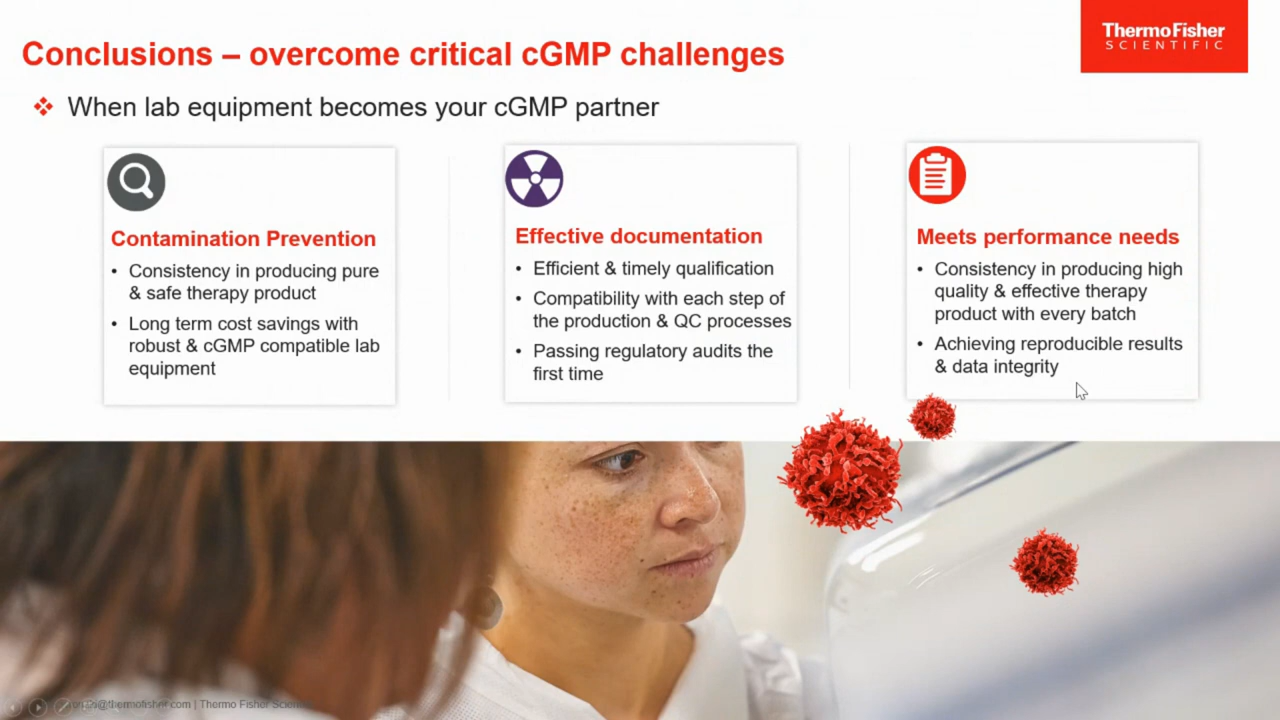 Conclusions – overcome critical cGMP challenges
ThermoFisher
SCIENTIFIC
When lab equipment becomes your cGMP partner
Contamination Prevention
• Consistency in producing pure
& safe therapy product
• Long term cost savings with
robust & cGMP compatible lab
equipment
Effective documentation
• Efficient & timely qualification
• Compatibility with each step of
the production & QC processes
• Passing regulatory audits the
first time
Meets performance needs
• Consistency in producing high
quality & effective therapy
product with every batch
• Achieving reproducible results
& data integrity
@thermofisher.com | Thermo Fisher